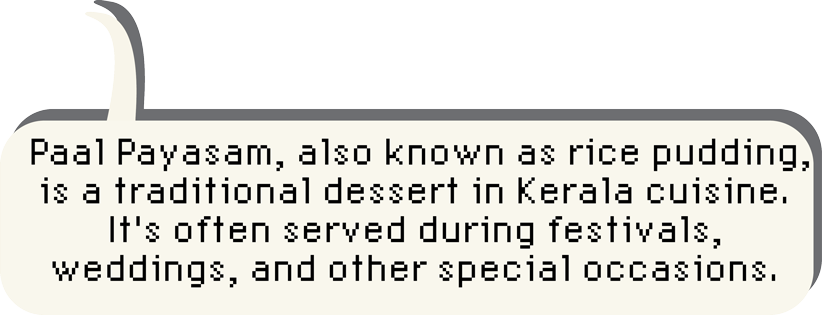 Paal Payasam, also known as rice pudding,
is a traditional dessert in Kerala cuisine.
It's often served during festivals,
weddings, and other special occasions.